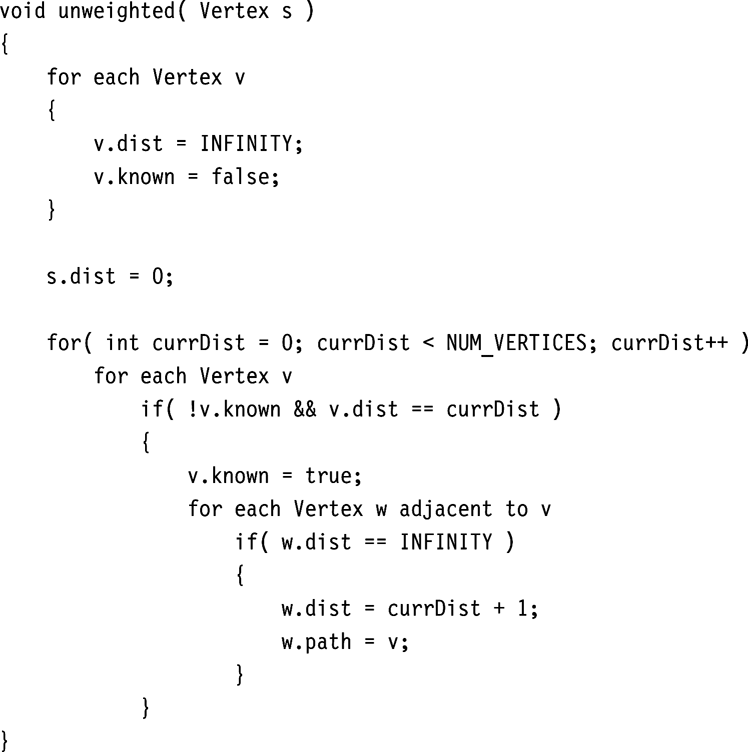 void unweighted( Vertex s )
{
    for each Vertex v
    {
        v.dist = INFINITY;
        v.known = false;
    }

    s.dist = 0;

    for( int currDist = 0; currDist < NUM_VERTICES; currDist++ )
        for each Vertex v
            if( !v.known && v.dist == currDist )
            {
                v.known = true;
                for each Vertex w adjacent to v
                    if( w.dist == INFINITY )
                    {
                        w.dist = currDist + 1;
                        w.path = v;
                    }
            }
}